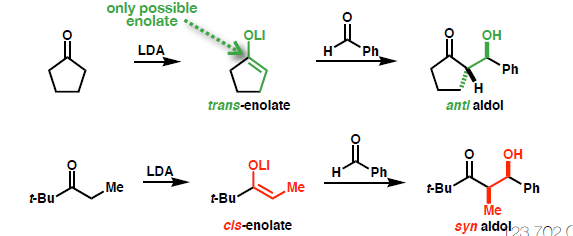 only possible
enolate
O
LDA
OLI
O
H
Ph
O
OH
Ph
H
trans-enolate
anti aldol
O
t-Bu
Me
LDA
OLI
t-Bu
Me
cis-enolate
O
H
Ph
O
OH
t-Bu
Ph
Me
syn aldol